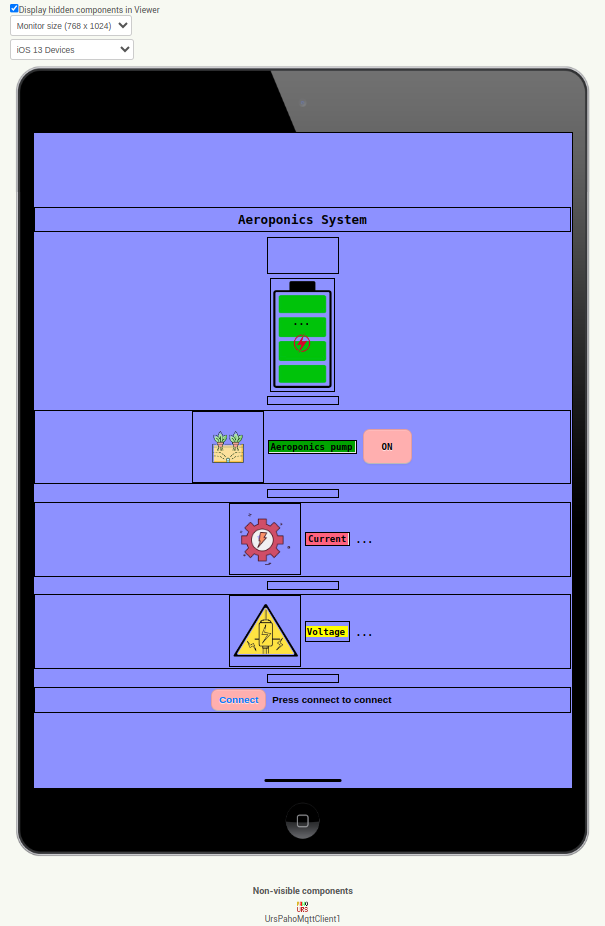 Display hidden components in Viewer
Monitor size (768 x 1024)
iOS 13 Devices
Aeroponics System
...
Aeroponics pump ON
Current ...
Voltage ...
Connect Press connect to connect
Non-visible components
URS
UrsPahoMqttClient1